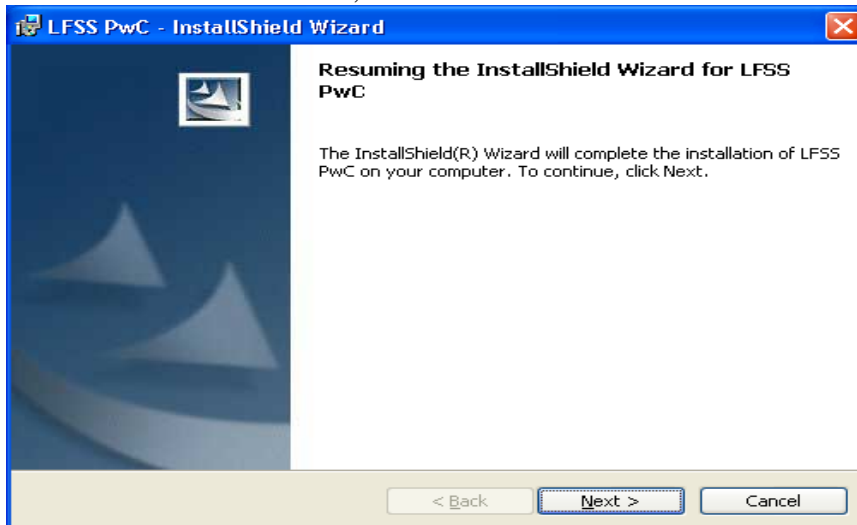 LFSS PwC - InstallShield Wizard
Resuming the InstallShield Wizard for LFSS
PwC
The InstallShield(R) Wizard will complete the installation of LFSS
PwC on your computer. To continue, click Next.
< Back
Next >
Cancel